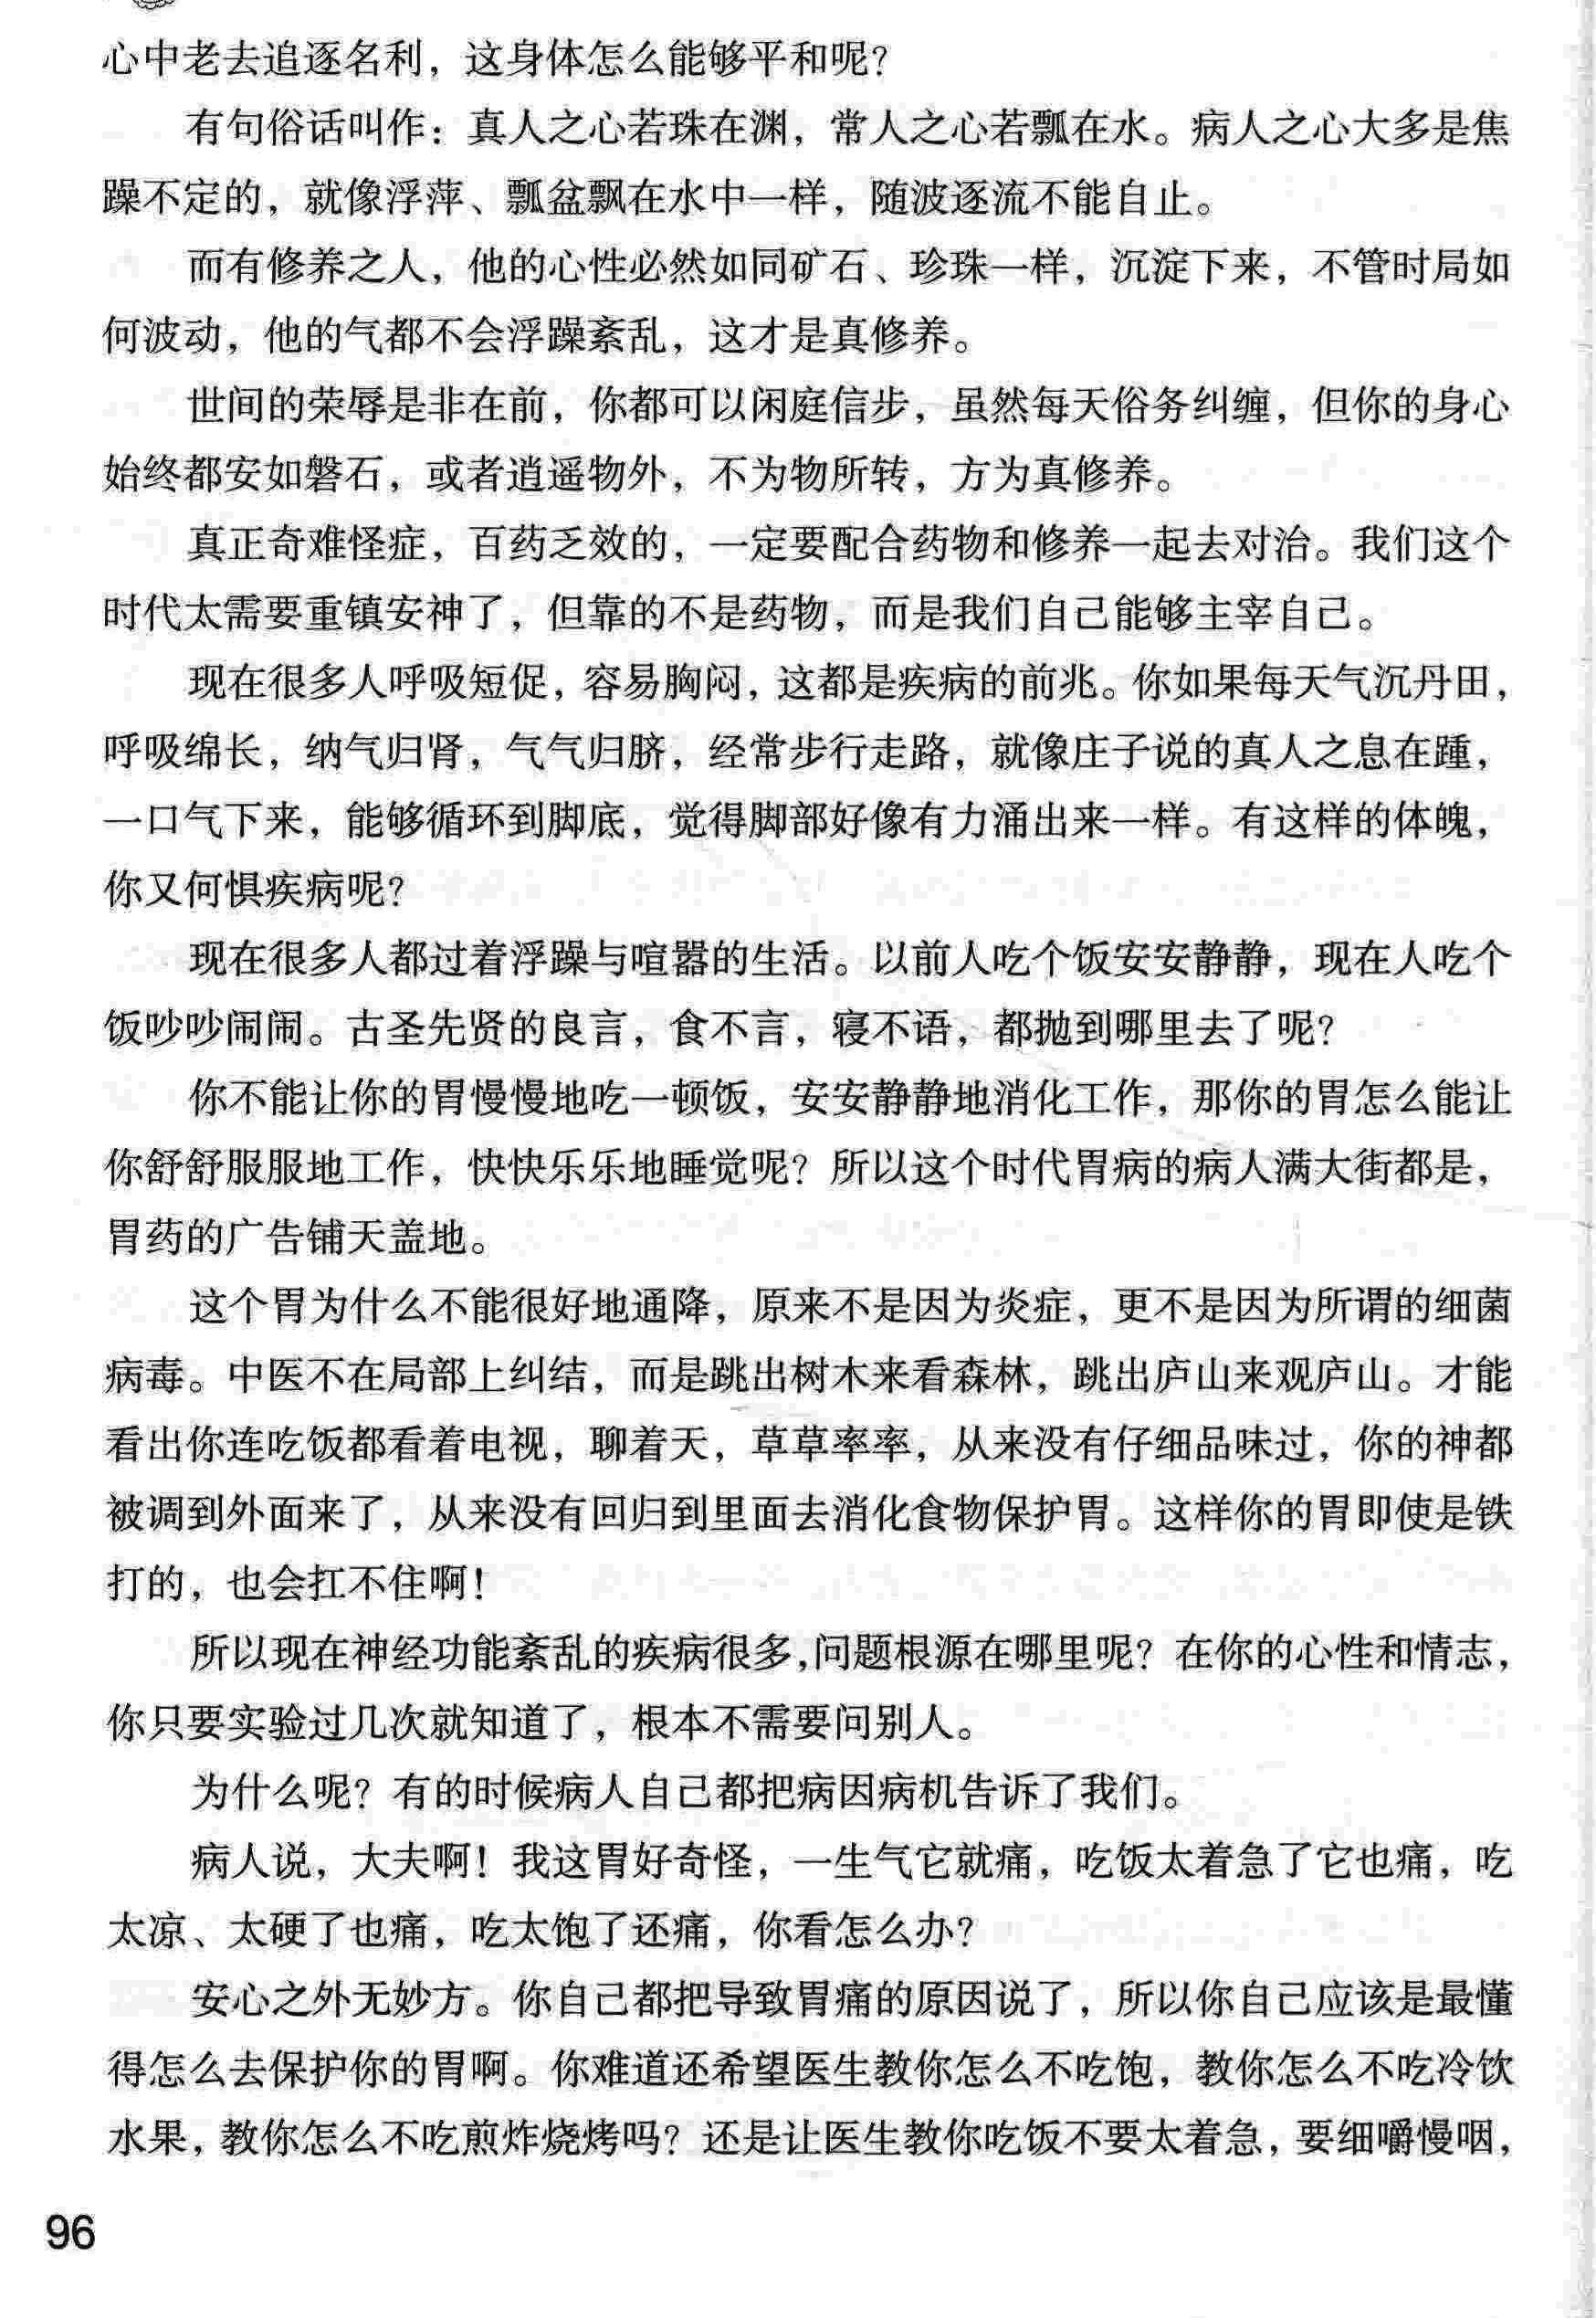 心中老去追逐名利，这身体怎么能够平和呢？
有句俗话叫作：真人之心若珠在渊，常人之心若瓢在水。病人之心大多是焦
躁不定的，就像浮萍、瓢盆飘在水中一样，随波逐流不能自止。
而有修养之人，他的心性必然如同矿石、珍珠一样，沉淀下来，不管时局如
何波动，他的气都不会浮躁紊乱，这才是真修养。
世间的荣辱是非在前，你都可以闲庭信步，虽然每天俗务纠缠，但你的身心
始终都安如磐石，或者逍遥物外，不为物所转，方为真修养。
真正奇难怪症，百药乏效的，一定要配合药物和修养一起去对治。我们这个
时代太需要重镇安神了，但靠的不是药物，而是我们自己能够主宰自己。
现在很多人呼吸短促，容易胸闷，这都是疾病的前兆。你如果每天气沉丹田，
呼吸绵长，纳气归肾，气气归脐，经常步行走路，就像庄子说的真人之息在踵，
一口气下来，能够循环到脚底，觉得脚部好像有力涌出来一样。有这样的体魄，
你又何惧疾病呢？
现在很多人都过着浮躁与喧嚣的生活。以前人吃个饭安安静静，现在人吃个
饭吵吵闹闹。古圣先贤的良言，食不言，寝不语，都抛到哪里去了呢？
你不能让你的胃慢慢地吃一顿饭，安安静静地消化工作，那你的胃怎么能让
你舒舒服服地工作，快快乐乐地睡觉呢？所以这个时代胃病的病人满大街都是，
胃药的广告铺天盖地。
这个胃为什么不能很好地通降，原来不是因为炎症，更不是因为所谓的细菌
病毒。中医不在局部上纠结，而是跳出树木来看森林，跳出庐山来观庐山。才能
看出你连吃饭都看着电视，聊着天，草草率率，从来没有仔细品味过，你的神都
被调到外面来了，从来没有回归到里面去消化食物保护胃。这样你的胃即使是铁
打的，也会扛不住啊！
所以现在神经功能紊乱的疾病很多，问题根源在哪里呢？在你的心性和情志，
你只要实验过几次就知道了，根本不需要问别人。
为什么呢？有的时候病人自己都把病因病机告诉了我们。
病人说，大夫啊！我这胃好奇怪，一生气它就痛，吃饭太着急了它也痛，吃
太凉、太硬了也痛，吃太饱了还痛，你看怎么办？
安心之外无妙方。你自己都把导致胃痛的原因说了，所以你自己应该是最懂
得怎么去保护你的胃啊。你难道还希望医生教你怎么不吃饱，教你怎么不吃冷饮
水果，教你怎么不吃煎炸烧烤吗？还是让医生教你吃饭不要太着急，要细嚼慢咽，
96